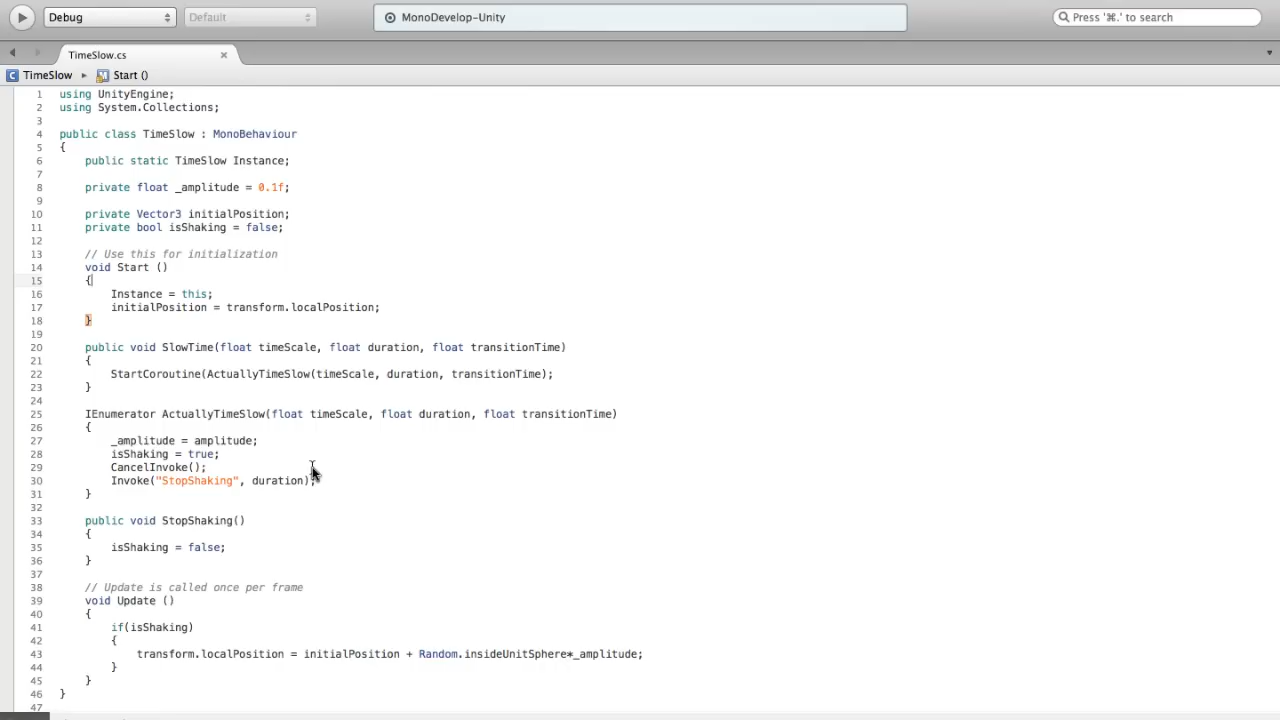 Debug Default MonoDevelop-Unity Press '⌘.' to search
TimeSlow.cs
TimeSlow Start ()
1 using UnityEngine;
2 using System.Collections;
3
4 public class TimeSlow : MonoBehaviour
5 {
6 public static TimeSlow Instance;
7
8 private float _amplitude = 0.1f;
9
10 private Vector3 initialPosition;
11 private bool isShaking = false;
12
13 // Use this for initialization
14 void Start ()
15 {
16 Instance = this;
17 initialPosition = transform.localPosition;
18 }
19
20 public void SlowTime(float timeScale, float duration, float transitionTime)
21 {
22 StartCoroutine(ActuallyTimeSlow(timeScale, duration, transitionTime);
23 }
24
25 IEnumerator ActuallyTimeSlow(float timeScale, float duration, float transitionTime)
26 {
27 _amplitude = amplitude;
28 isShaking = true;
29 CancelInvoke();
30 Invoke("StopShaking", duration);
31 }
32
33 public void StopShaking()
34 {
35 isShaking = false;
36 }
37
38 // Update is called once per frame
39 void Update ()
40 {
41 if(isShaking)
42 {
43 transform.localPosition = initialPosition + Random.insideUnitSphere*_amplitude;
44 }
45 }
46 }
47